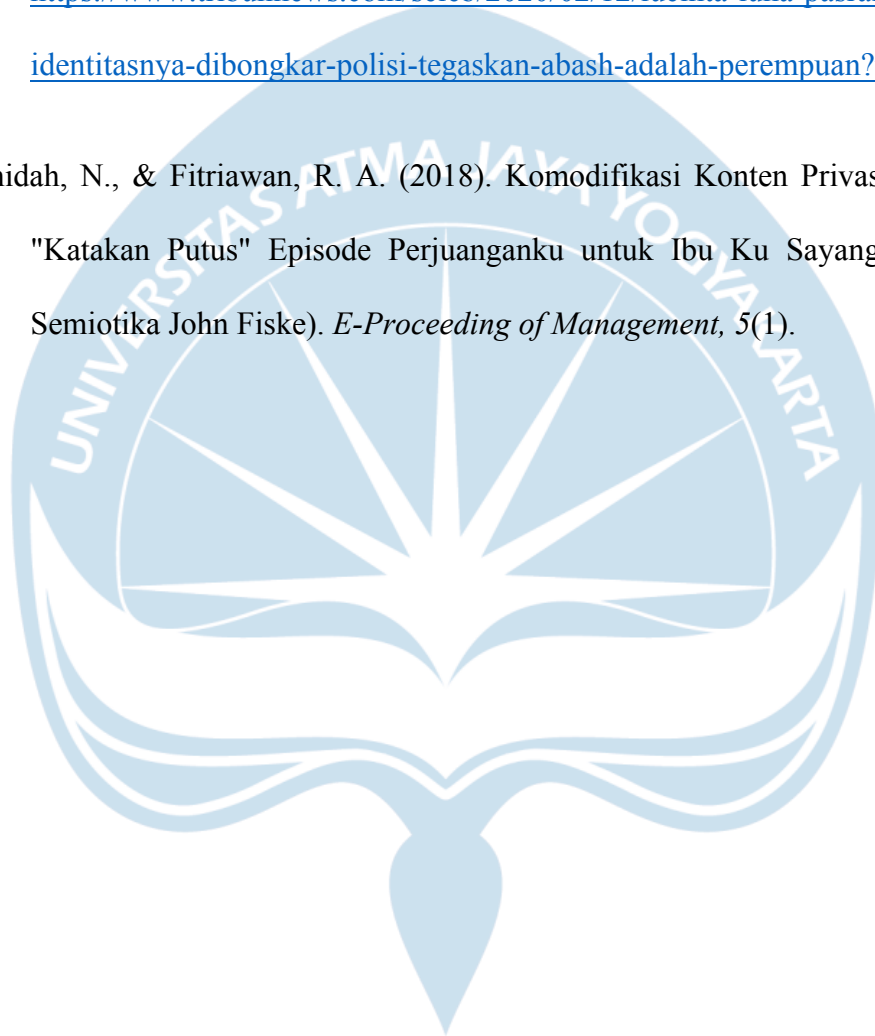 identitasnya-dibongkar-polisi-tegaskan-abash-adalah-perempuan?
UNIVERSITAS ATMA JAYA YOGYAKARTA
N., & Fitriawan, R. A. (2018). Komodifikasi Konten Privas
"Katakan Putus" Episode Perjuanganku untuk Ibu Ku Sayang
Semiotika John Fiske). E-Proceeding of Management, 5(1).